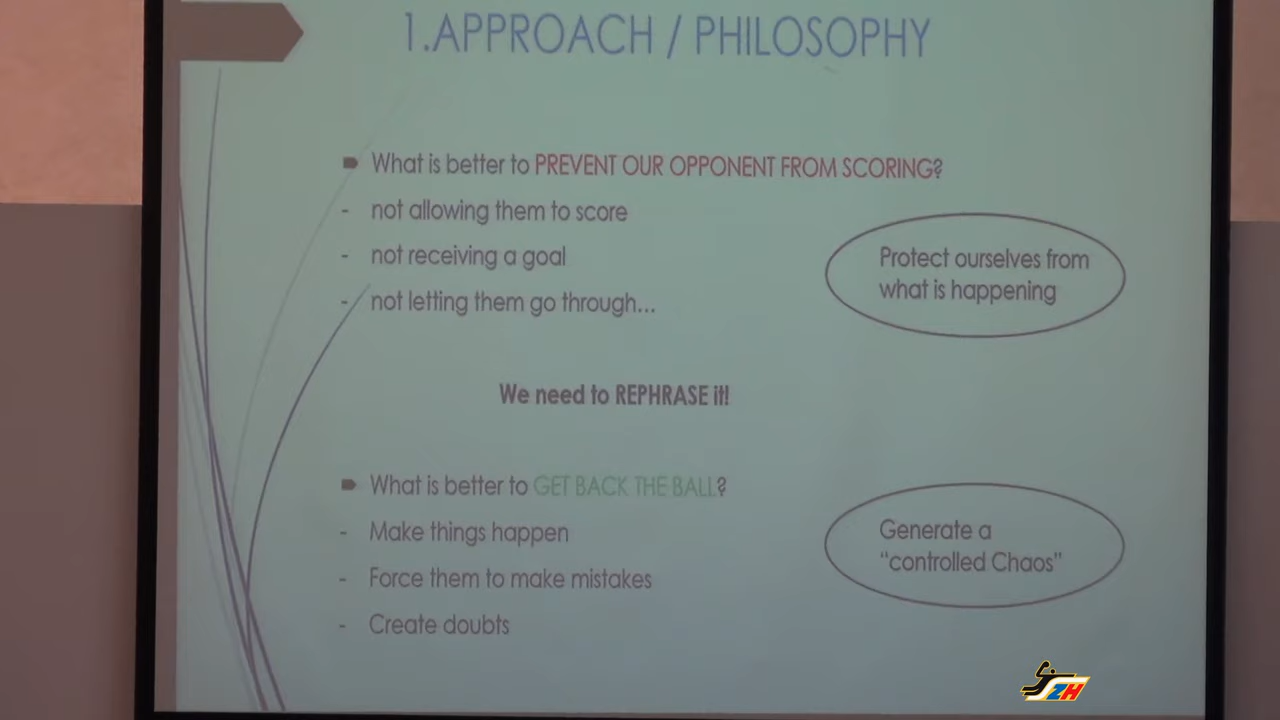 1.APPROACH / PHILOSOPHY
What is better to PREVENT OUR OPPONENT FROM SCORING?
- not allowing them to score
- not receiving a goal
- not letting them go through...
Protect ourselves from
what is happening
We need to REPHRASE it!
What is better to GET BACK THE BALL?
- Make things happen
- Force them to make mistakes
- Create doubts
Generate a
“controlled Chaos”
ZH